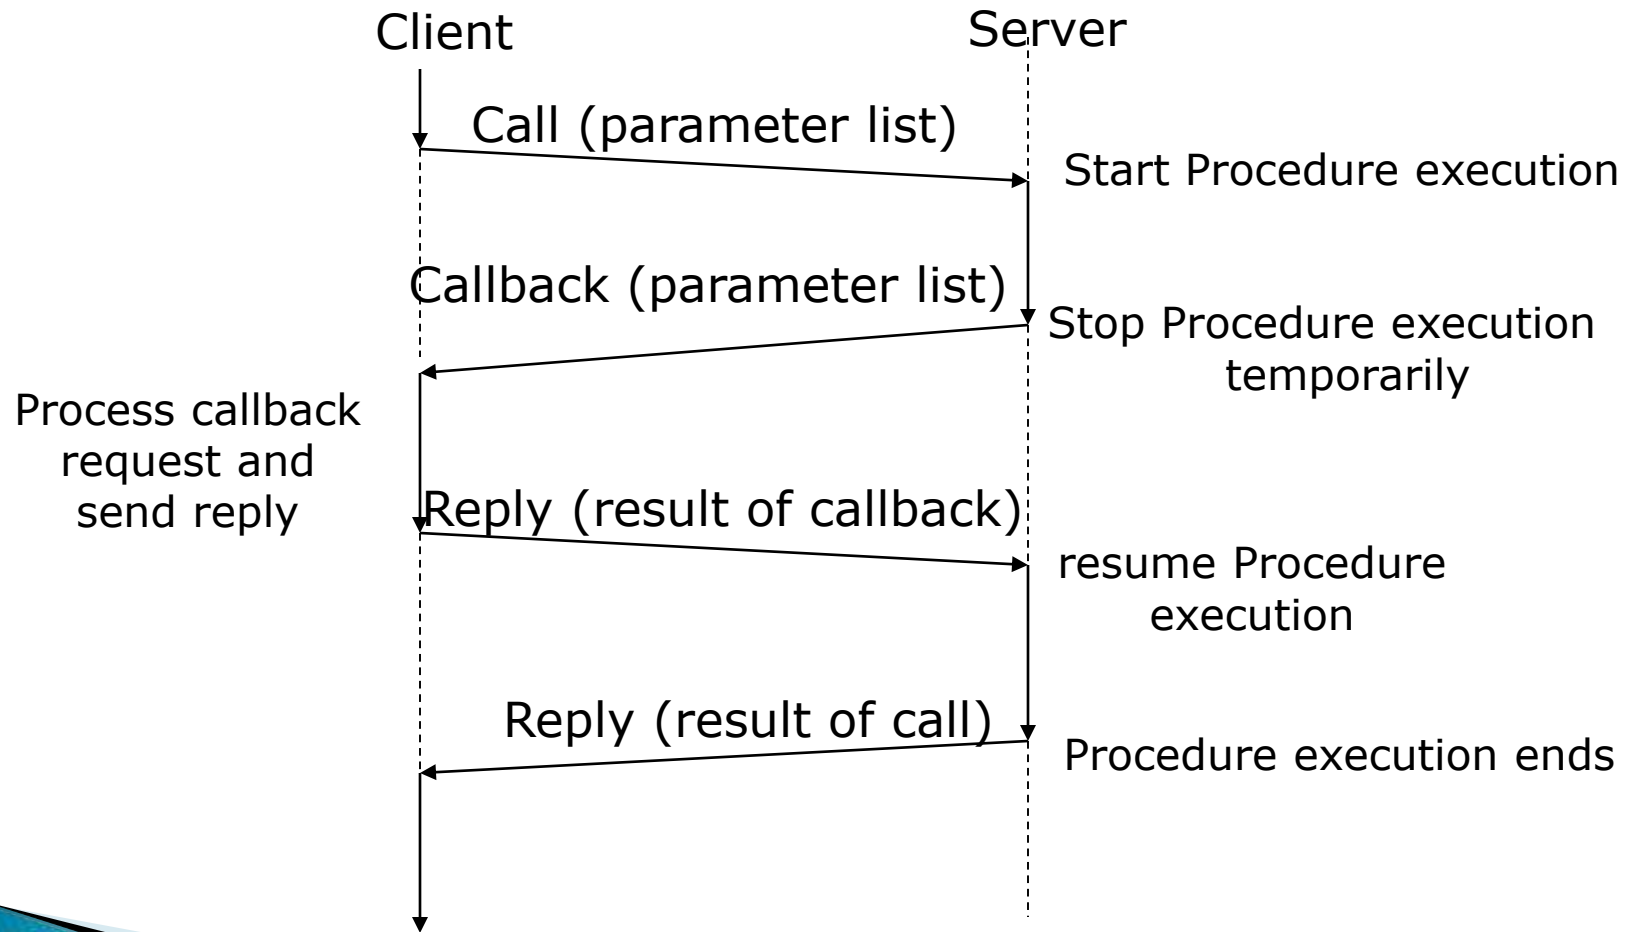 Client
Server
Call (parameter list)
Start Procedure execution
Callback (parameter list)
Stop Procedure execution
temporarily
Process callback
request and
send reply
Reply (result of callback)
resume Procedure
execution
Reply (result of call)
Procedure execution ends